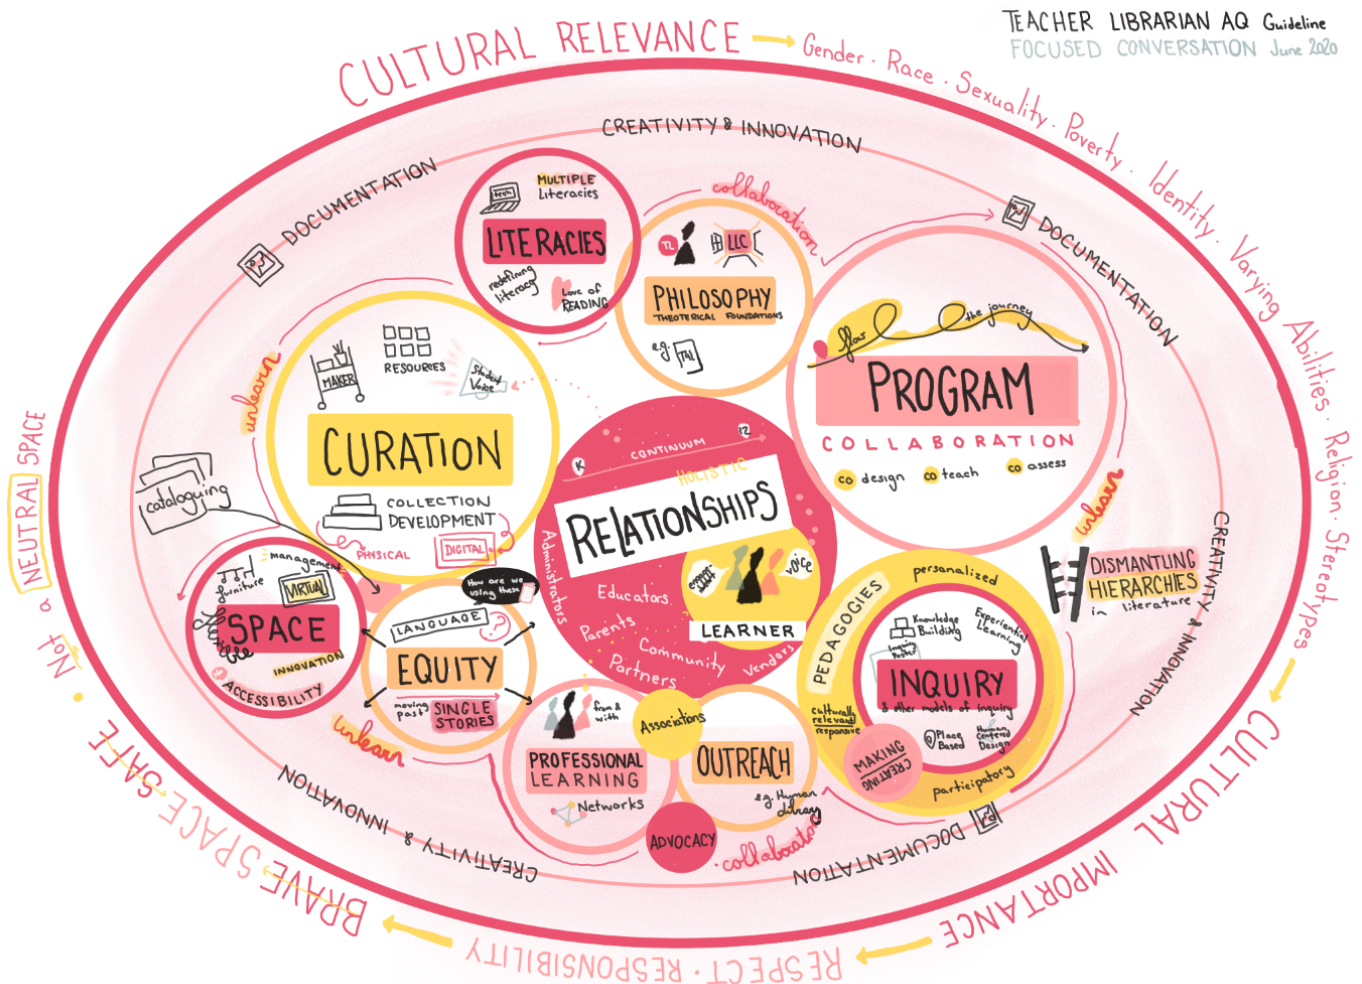 TEACHER LIBRARIAN AQ Guideline
FOCUSED CONVERSATION June 2020
CULTURAL RELEVANCE
Gender · Race · Sexuality · Poverty · Identity · Varying Abilities · Religion · Stereotypes
CULTURAL IMPORTANCE
RESPECT · RESPONSIBILITY
BRAVE SPACE SAFE
· Not a NEUTRAL SPACE
CREATIVITY & INNOVATION
DOCUMENTATION
DOCUMENTATION
CREATIVITY & INNOVATION
DOCUMENTATION
CREATIVITY & INNOVATION
tech
MULTIPLE
Literacies
LITERACIES
redefining
literacy
Love of
READING
collaboration
TL
LLC
PHILOSOPHY
THEOTERICAL FOUNDATIONS
e.g.
TAL
flow
the journey
PROGRAM
COLLABORATION
co design
co teach
co assess
unlearn
MAKER
RESOURCES
Student
Voice
CURATION
COLLECTION
DEVELOPMENT
PHYSICAL
DIGITAL
cataloguing
K
CONTINUUM
12
HOLISTIC
RELATIONSHIPS
Administrators
Educators
Parents
Community
Partners
Vendors
voice
LEARNER
unlearn
DISMANTLING
HIERARCHIES
in literature
management
furniture
VIRTUAL
flexible
SPACE
INNOVATION
ACCESSIBILITY
How are we
using these
LANGUAGE
?
EQUITY
moving
past
SINGLE
STORIES
unlearn
from &
with
PROFESSIONAL
LEARNING
Networks
Associations
OUTREACH
e.g. Human
Library
ADVOCACY
collaboration
PEDAGOGIES
persanalized
culturally
relevant
responsive
participatory
Knowledge
Building
Experiential
Learning
Inquiry
INQUIRY
& other models of inquiry
Place
Based
Human
Centered
Design
MAKING
CREATING